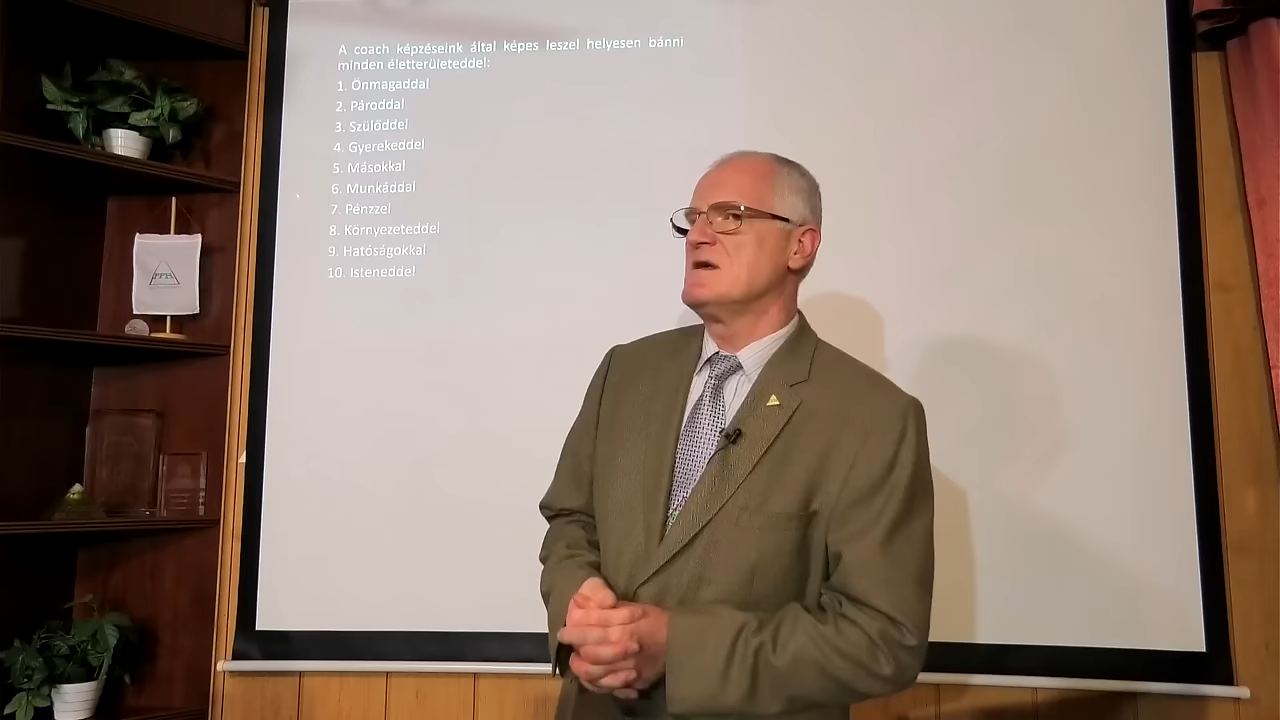 A coach képzéseink által képes leszel helyesen bánni
minden életterületeddel:
1. Önmagaddal
2. Pároddal
3. Szülőddel
4. Gyerekeddel
5. Másokkal
6. Munkáddal
7. Pénzzel
8. Környezeteddel
9. Hatóságokkal
10. Isteneddel